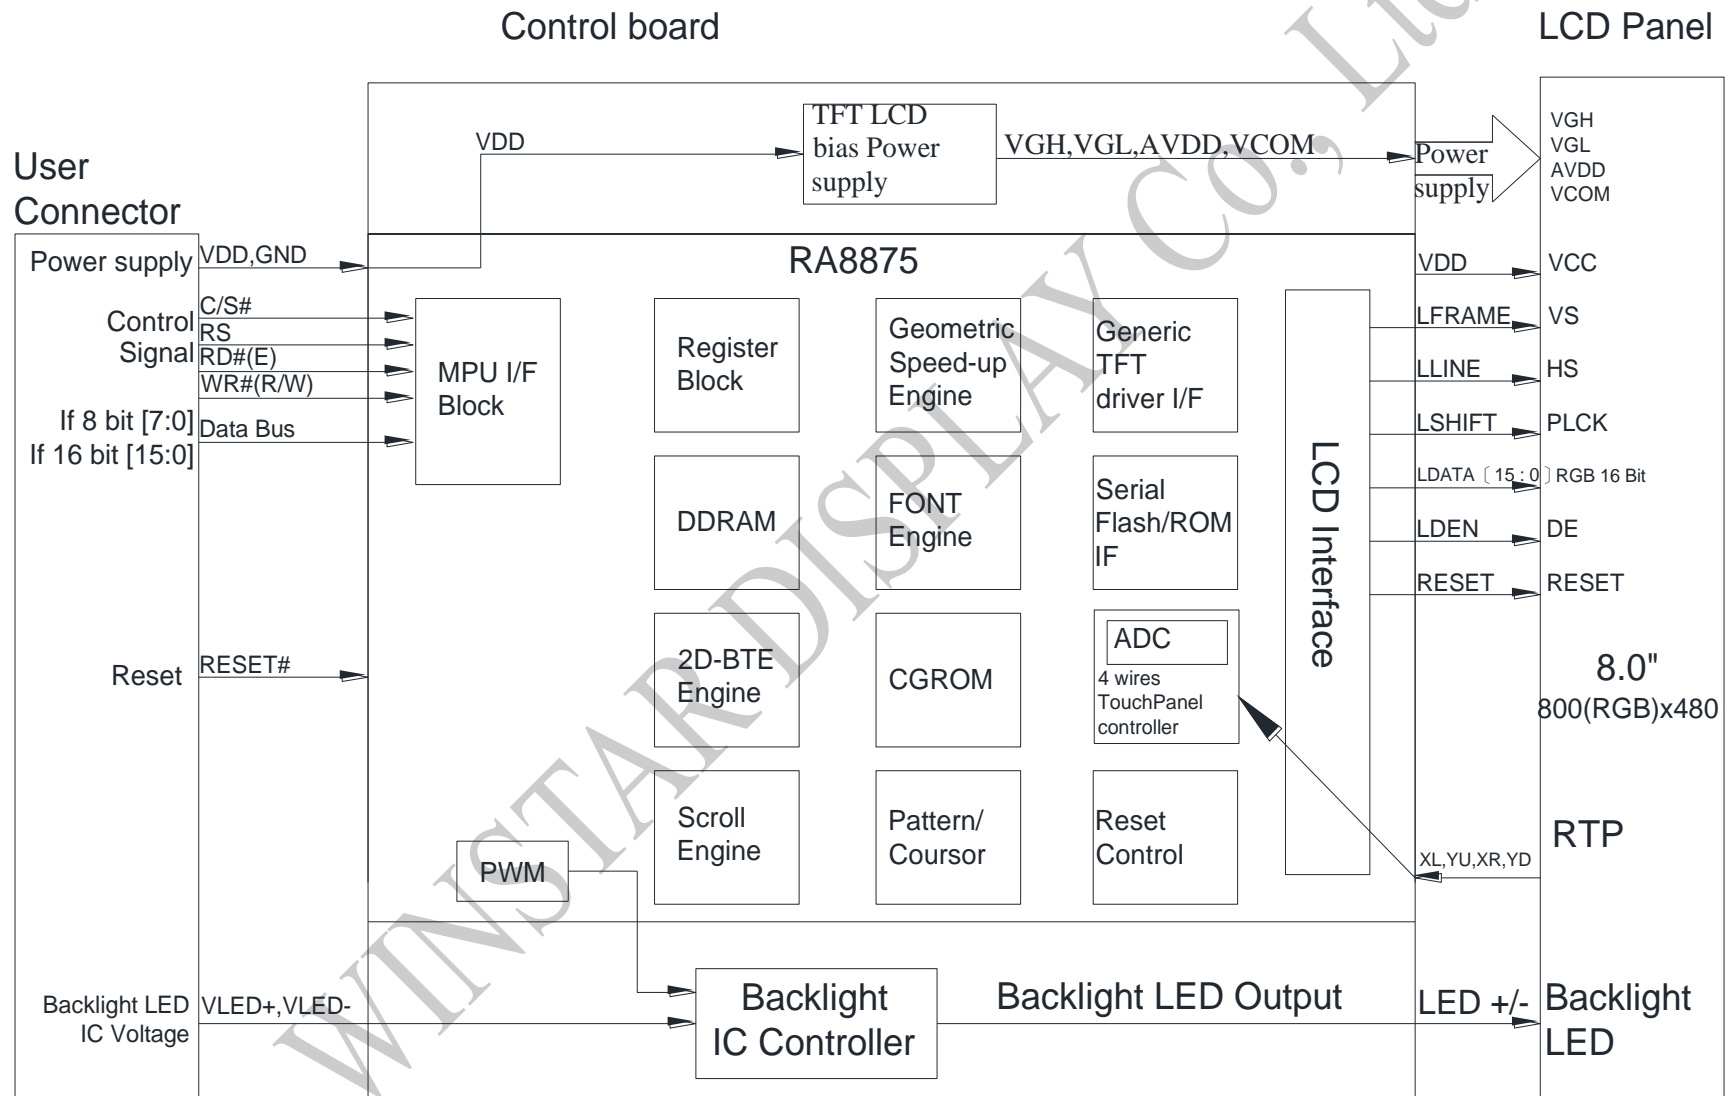 Control board
LCD Panel
User
Connector
VDD
TFT LCD
bias Power
supply
VGH,VGL,AVDD,VCOM
Power
supply
VGH
VGL
AVDD
VCOM
Power supply
VDD,GND
RA8875
VDD
VCC
Control
Signal
C/S#
RS
RD#(E)
WR#(R/W)
If 8 bit [7:0]
If 16 bit [15:0]
Data Bus
MPU I/F
Block
Register
Block
Geometric
Speed-up
Engine
Generic
TFT
driver I/F
LCD Interface
LFRAME
VS
LLINE
HS
LSHIFT
PLCK
LDATA〔15:0〕RGB 16 Bit
LDEN
DE
RESET
RESET
DDRAM
FONT
Engine
Serial
Flash/ROM
IF
Reset
RESET#
2D-BTE
Engine
CGROM
ADC
4 wires
TouchPanel
controller
8.0"
800(RGB)x480
Scroll
Engine
Pattern/
Coursor
Reset
Control
RTP
XL,YU,XR,YD
PWM
Backlight LED
IC Voltage
VLED+,VLED-
Backlight
IC Controller
Backlight LED Output
LED +/-
Backlight
LED
WINSTAR DISPLAY Co., Ltd